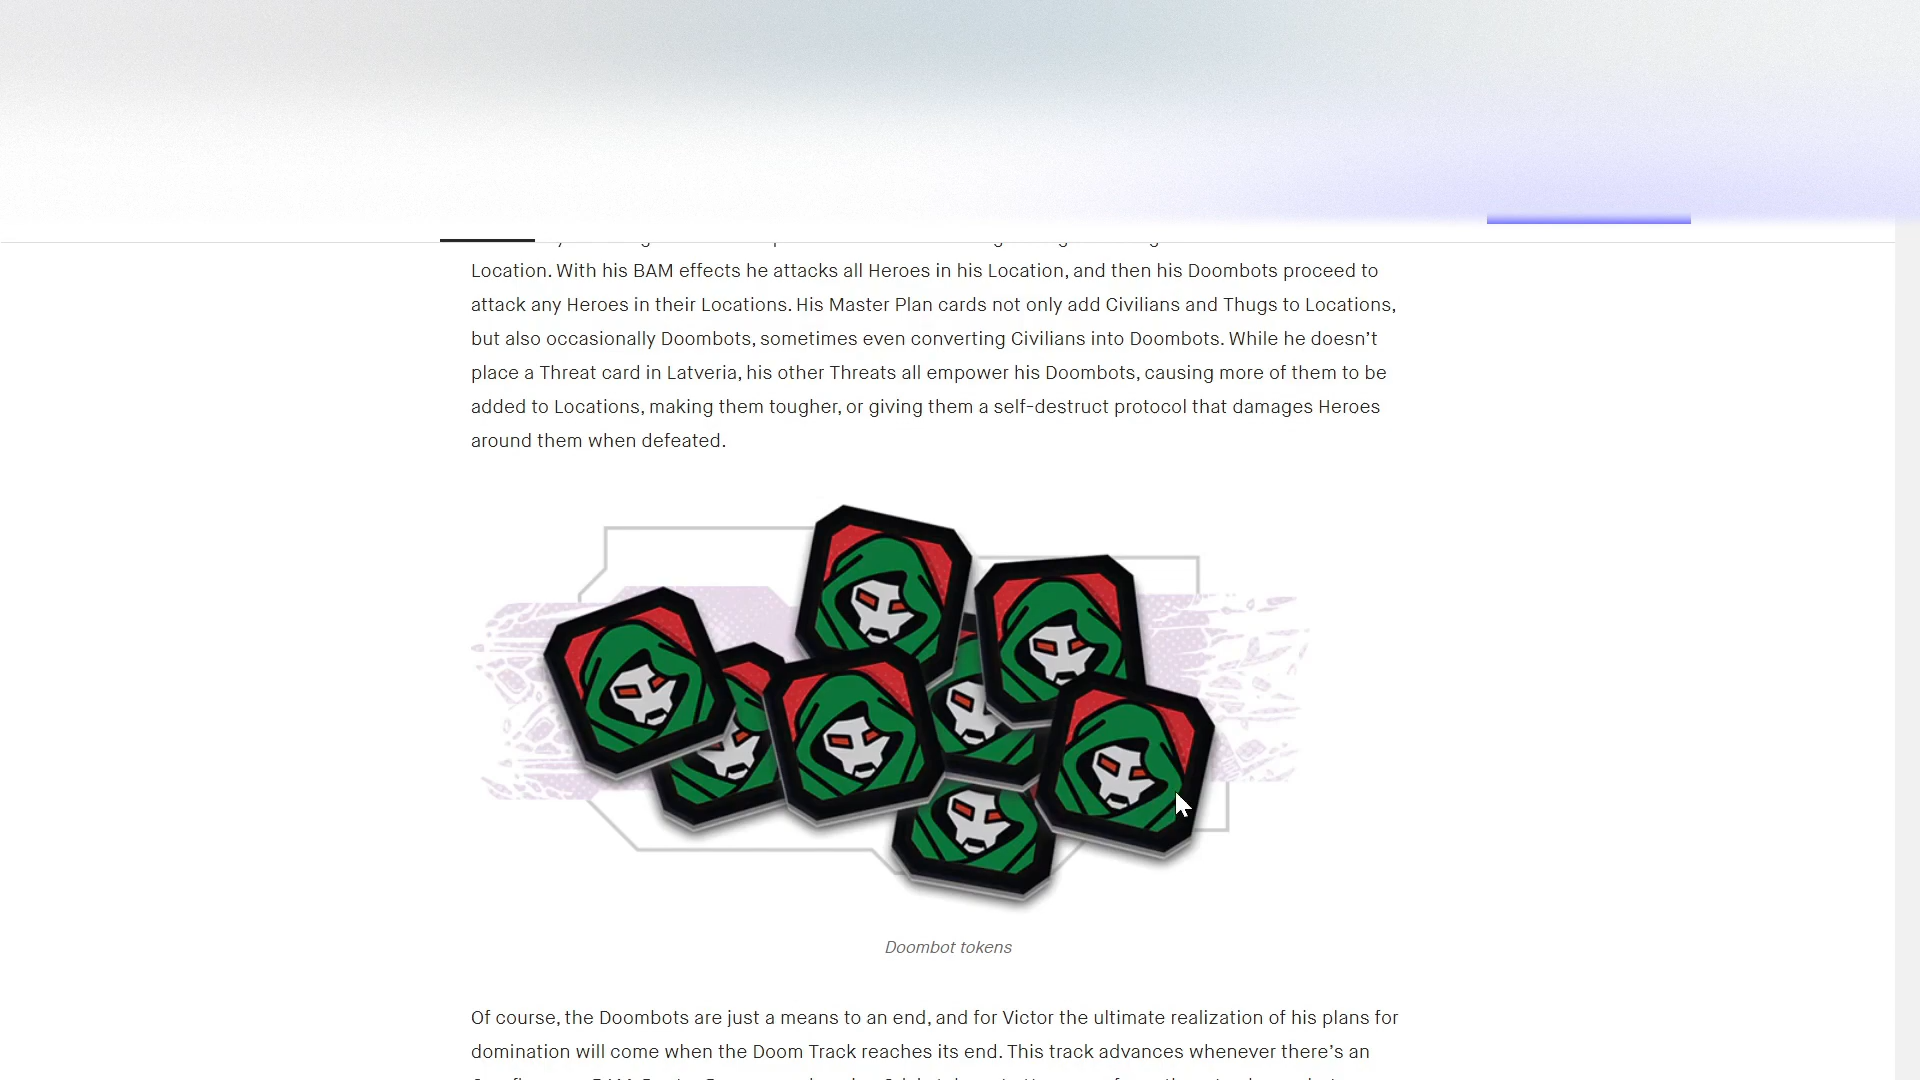 Location. With his BAM effects he attacks all Heroes in his Location, and then his Doombots proceed to
attack any Heroes in their Locations. His Master Plan cards not only add Civilians and Thugs to Locations,
but also occasionally Doombots, sometimes even converting Civilians into Doombots. While he doesn’t
place a Threat card in Latveria, his other Threats all empower his Doombots, causing more of them to be
added to Locations, making them tougher, or giving them a self-destruct protocol that damages Heroes
around them when defeated.
Doombot tokens
Of course, the Doombots are just a means to an end, and for Victor the ultimate realization of his plans for
domination will come when the Doom Track reaches its end. This track advances whenever there’s an